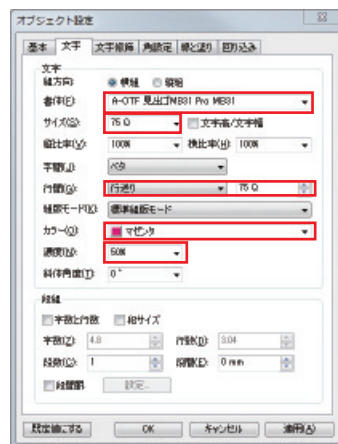 オブジェクト設定
基本 文字 文字修飾 角設定 線と塗り 回り込み
文字
組方向: 横組 縦組
書体(F): A-OTF 見出ゴMB31 Pro MB31
サイズ(S): 75 Q 文字高/文字幅
縦比率(V): 100% 横比率(H): 100%
字間(J): ベタ
行間(G): 行送り 75 Q
組版モード(K): 標準組版モード
カラー(O): マゼンタ
濃度(N): 50%
斜体角度(T): 0°
段組
字数と行数 箱サイズ
字数(Z): 4.8 行数(D): 3.04
段数(C): 1 段間(E): 0 mm
段間罫 設定...
既定値にする OK キャンセル 適用(A)